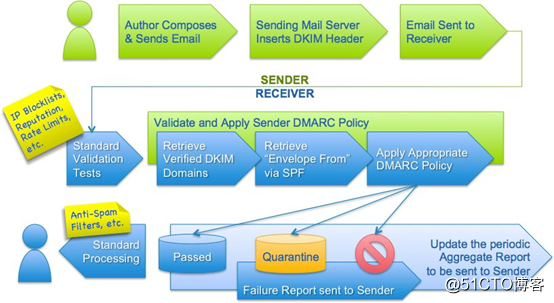 Author Composes
& Sends Email
Sending Mail Server
Inserts DKIM Header
Email Sent to
Receiver
SENDER
RECEIVER
IP Blocklists,
Reputation,
Rate Limits,
etc.
Standard
Validation
Tests
Validate and Apply Sender DMARC Policy
Retrieve
Verified DKIM
Domains
Retrieve
"Envelope From"
via SPF
Apply Appropriate
DMARC Policy
Anti-Spam
Filters, etc.
Standard
Processing
Passed
Quarantine
Failure Report sent to Sender
Update the periodic
Aggregate Report
to be sent to Sender
@51CTO博客